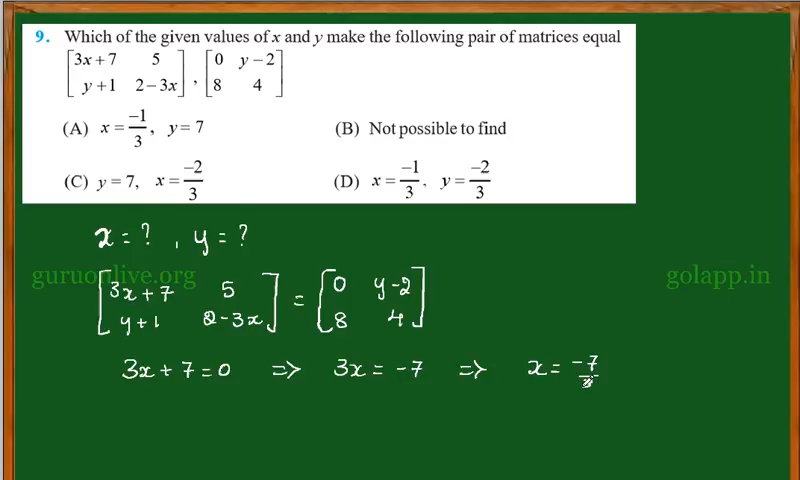 9. Which of the given values of x and y make the following pair of matrices equal
[3x+7 5
y+1 2−3x] , [0 y−2
8 4]
(A) x = −1/3, y = 7 (B) Not possible to find
(C) y = 7, x = −2/3 (D) x = −1/3, y = −2/3
x = ? , y = ?
guruonlive.org golapp.in
[3x+7 5
y+1 2−3x] = [0 y−2
8 4]
3x + 7 = 0 => 3x = −7 => x = −7/3